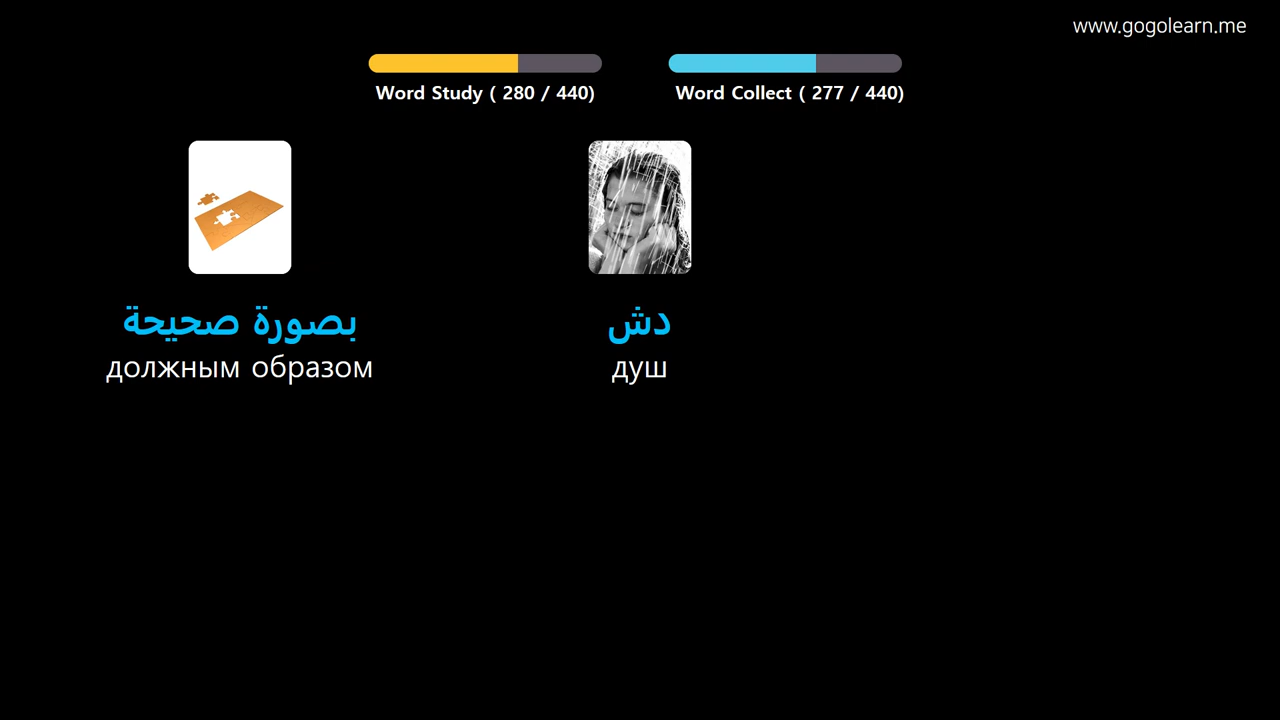 www.gogolearn.me
Word Study ( 280 / 440)
Word Collect ( 277 / 440)
بصورة صحيحة
должным образом
دش
душ